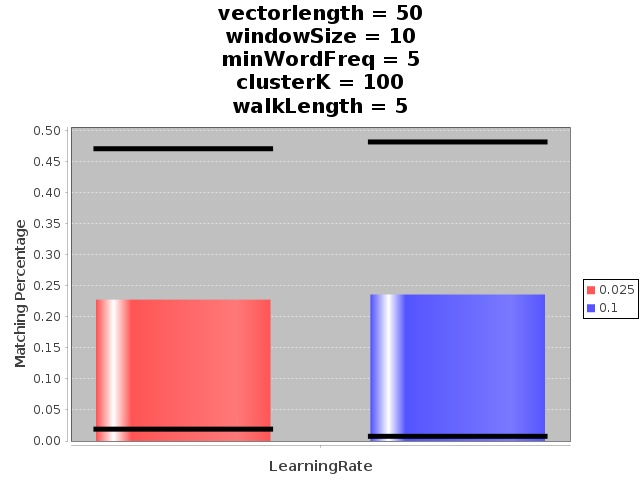 vectorlength = 50
windowSize = 10
minWordFreq = 5
clusterK = 100
walkLength = 5
0.50
0.45
0.40
0.35
0.30
0.25
0.20
0.15
0.10
0.05
0.00
Matching Percentage
LearningRate
0.025
0.1